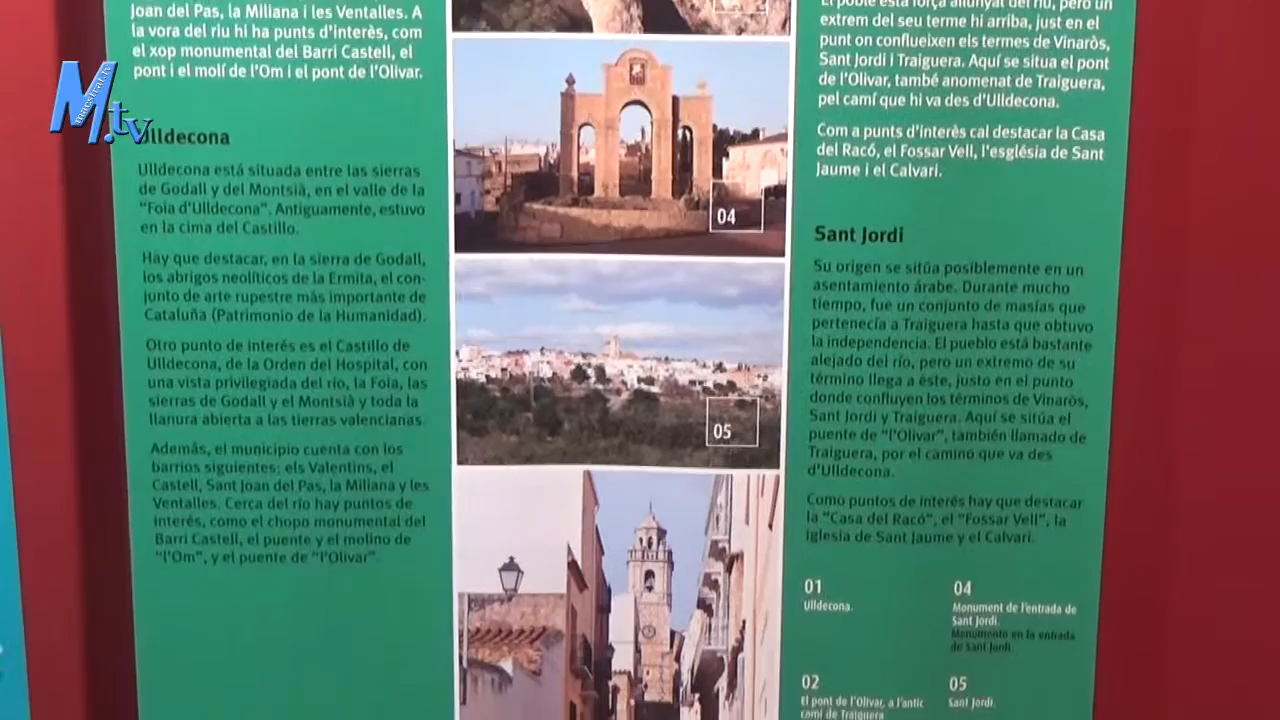 Joan del Pas, la Miliana i les Ventalles. A
la vora del riu hi ha punts d'interès, com
el xop monumental del Barri Castell, el
pont i el molí de l'Om i el pont de l'Olivar.
Ulldecona
Ulldecona está situada entre las sierras
de Godall y del Montsià, en el valle de la
"Foia d'Ulldecona". Antiguamente, estuvo
en la cima del Castillo.
Hay que destacar, en la sierra de Godall,
los abrigos neolíticos de la Ermita, el con-
junto de arte rupestre más importante de
Cataluña (Patrimonio de la Humanidad).
Otro punto de interés es el Castillo de
Ulldecona, de la Orden del Hospital, con
una vista privilegiada del río, la Foia, las
sierras de Godall y el Montsià y toda la
llanura abierta a las tierras valencianas.
Además, el municipio cuenta con los
barrios siguientes: els Valentins, el
Castell, Sant Joan del Pas, la Miliana y les
Ventalles. Cerca del río hay puntos de
interés, como el chopo monumental del
Barri Castell, el puente y el molino de
"l'Om", y el puente de "l'Olivar".
M maestrat.tv .tv
04
05
El poble està força allunyat del riu, però un
extrem del seu terme hi arriba, just en el
punt on conflueixen els termes de Vinaròs,
Sant Jordi i Traiguera. Aquí se situa el pont
de l'Olivar, també anomenat de Traiguera,
pel camí que hi va des d'Ulldecona.
Com a punts d'interès cal destacar la Casa
del Racó, el Fossar Vell, l'església de Sant
Jaume i el Calvari.
Sant Jordi
Su origen se sitúa posiblemente en un
asentamiento árabe. Durante mucho
tiempo, fue un conjunto de masías que
pertenecía a Traiguera hasta que obtuvo
la independencia. El pueblo está bastante
alejado del río, pero un extremo de su
término llega a éste, justo en el punto
donde confluyen los términos de Vinaròs,
Sant Jordi y Traiguera. Aquí se sitúa el
puente de "l'Olivar", también llamado de
Traiguera, por el camino que va des
d'Ulldecona.
Como puntos de interés hay que destacar
la "Casa del Racó", el "Fossar Vell", la
iglesia de Sant Jaume y el Calvari.
01
Ulldecona.
02
El pont de l'Olivar, a l'antic
camí de Traiguera
04
Monument de l'entrada de
Sant Jordi.
Monumento en la entrada
de Sant Jordi.
05
Sant Jordi.